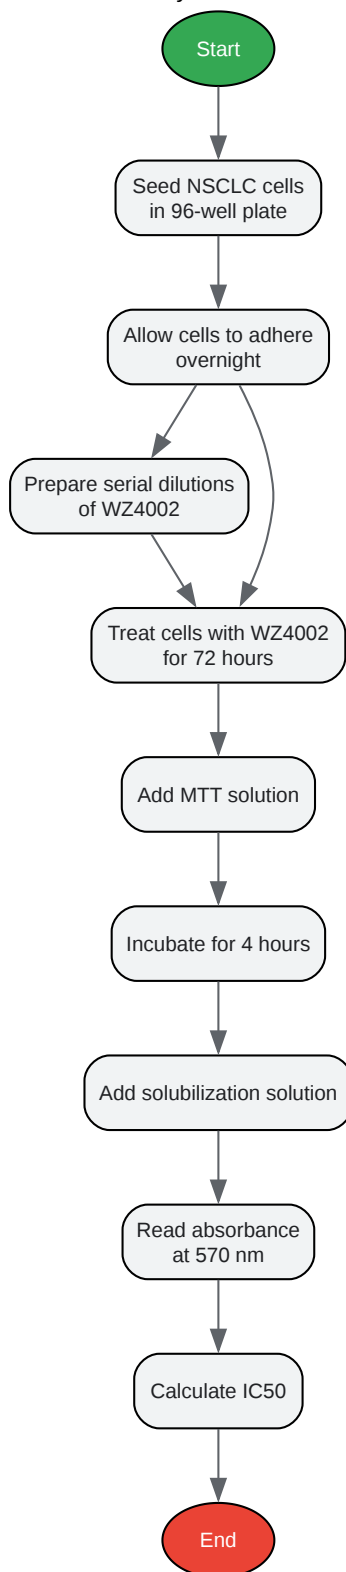 Start
Seed NSCLC cells
in 96-well plate
Allow cells to adhere
overnight
Prepare serial dilutions
of WZ4002
Treat cells with WZ4002
for 72 hours
Add MTT solution
Incubate for 4 hours
Add solubilization solution
Read absorbance
at 570 nm
Calculate IC50
End